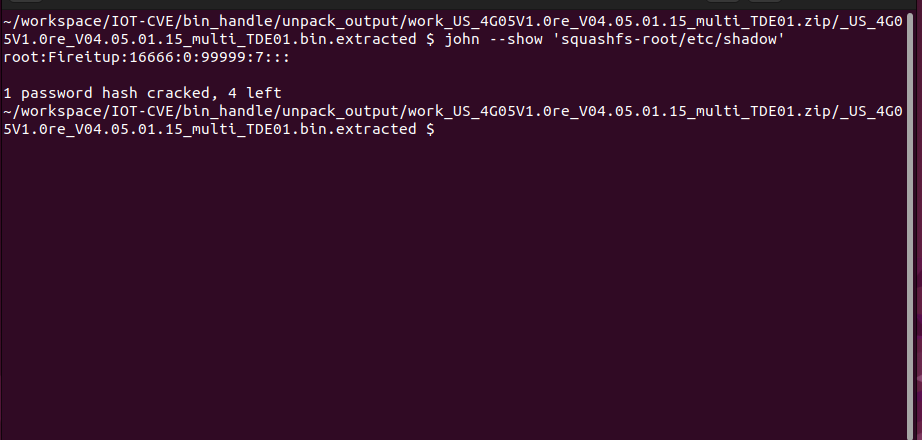 ~/workspace/IOT-CVE/bin_handle/unpack_output/work_US_4G05V1.0re_V04.05.01.15_multi_TDE01.zip/_US_4G0
5V1.0re_V04.05.01.15_multi_TDE01.bin.extracted $ john --show 'squashfs-root/etc/shadow'
root:Fireitup:16666:0:99999:7:::
1 password hash cracked, 4 left
~/workspace/IOT-CVE/bin_handle/unpack_output/work_US_4G05V1.0re_V04.05.01.15_multi_TDE01.zip/_US_4G0
5V1.0re_V04.05.01.15_multi_TDE01.bin.extracted $